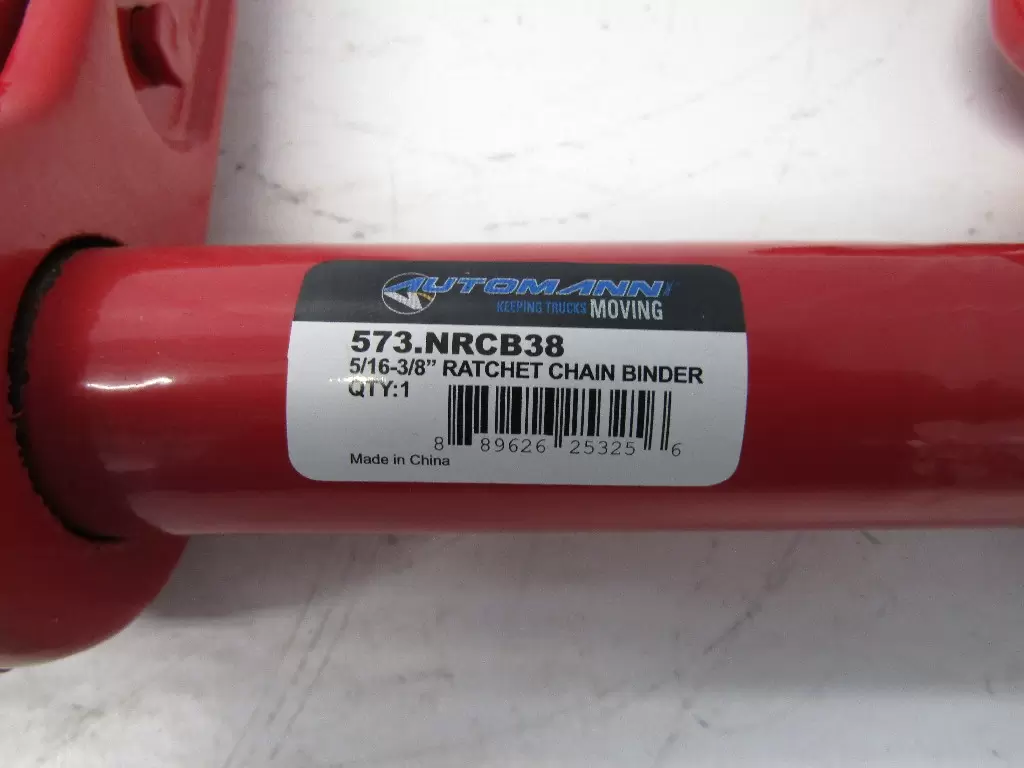 AUTOMANN INC
KEEPING TRUCKS MOVING
573.NRCB38
5/16-3/8” RATCHET CHAIN BINDER
QTY:1
8 89626 25325 6
Made in China